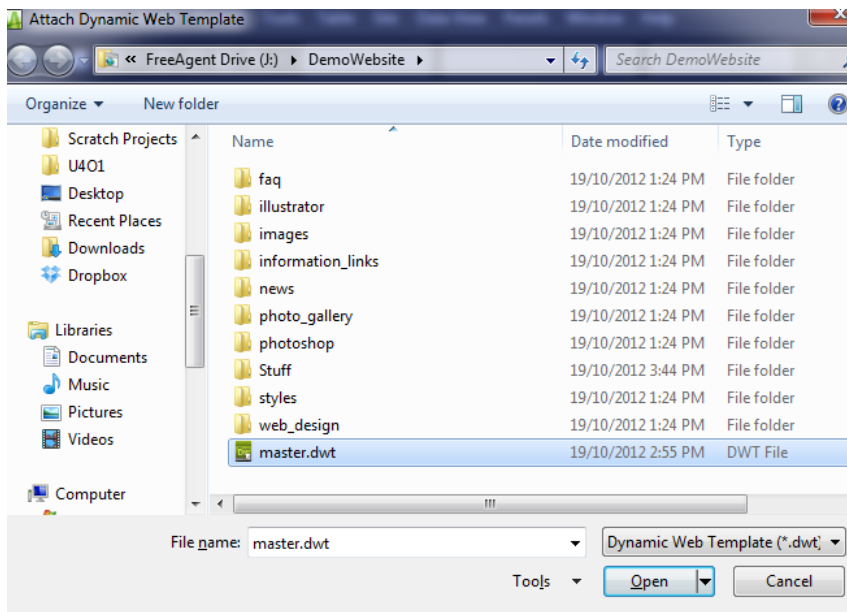 Attach Dynamic Web Template
« FreeAgent Drive (J:) ▸ DemoWebsite ▸ Search DemoWebsite
Organize ▾ New folder
Scratch Projects
U4O1
Desktop
Recent Places
Downloads
Dropbox
Libraries
Documents
Music
Pictures
Videos
Computer
Name Date modified Type
faq 19/10/2012 1:24 PM File folder
illustrator 19/10/2012 1:24 PM File folder
images 19/10/2012 1:24 PM File folder
information_links 19/10/2012 1:24 PM File folder
news 19/10/2012 1:24 PM File folder
photo_gallery 19/10/2012 1:24 PM File folder
photoshop 19/10/2012 1:24 PM File folder
Stuff 19/10/2012 3:44 PM File folder
styles 19/10/2012 1:24 PM File folder
web_design 19/10/2012 1:24 PM File folder
master.dwt 19/10/2012 2:55 PM DWT File
File name: master.dwt Dynamic Web Template (*.dwt)
Tools Open Cancel